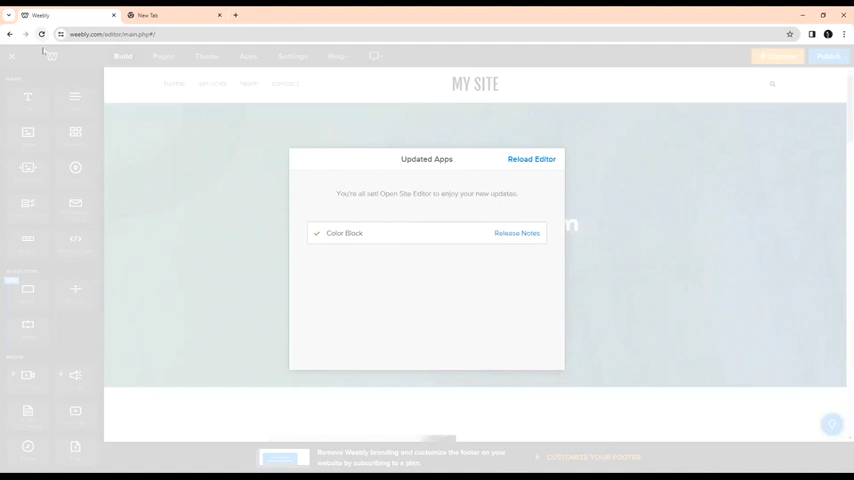 Weebly
New Tab
weebly.com/editor/main.php#/
Build Pages Theme Apps Settings Help
Publish
home services team contact
MY SITE
Updated Apps
Reload Editor
You're all set! Open Site Editor to enjoy your new updates.
Color Block
Release Notes
Remove Weebly branding and customize the footer on your
website by subscribing to a plan.
CUSTOMIZE YOUR FOOTER